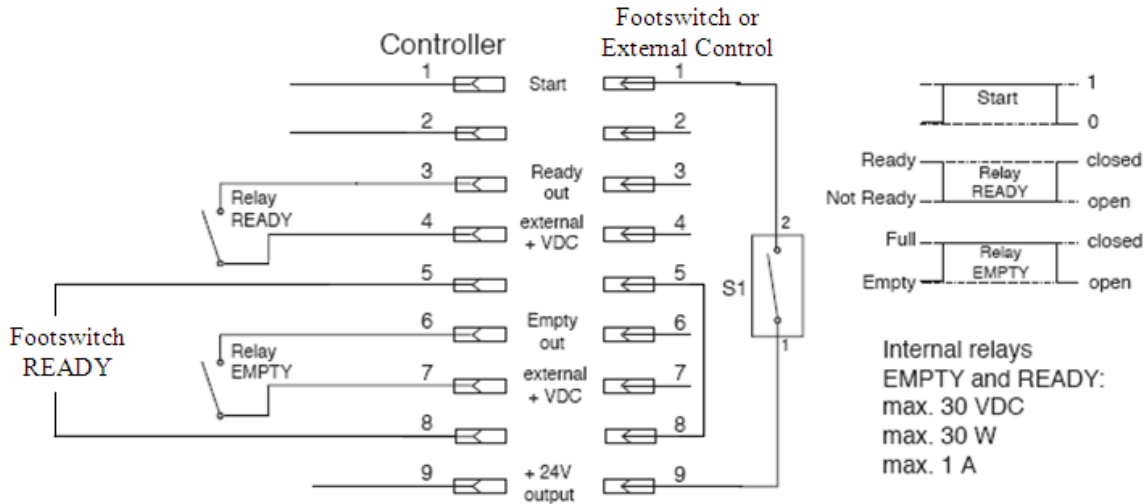 Controller
Footswitch or
External Control
1
Start
1
2
2
3
Ready
out
3
Relay
READY
4
external
+ VDC
4
5
5
Footswitch
READY
6
Empty
out
6
Relay
EMPTY
7
external
+ VDC
7
8
8
9
+ 24V
output
9
2
S1
1
Start
1
0
Ready
Relay
READY
closed
Not Ready
open
Full
Relay
EMPTY
closed
Empty
open
Internal relays
EMPTY and READY:
max. 30 VDC
max. 30 W
max. 1 A